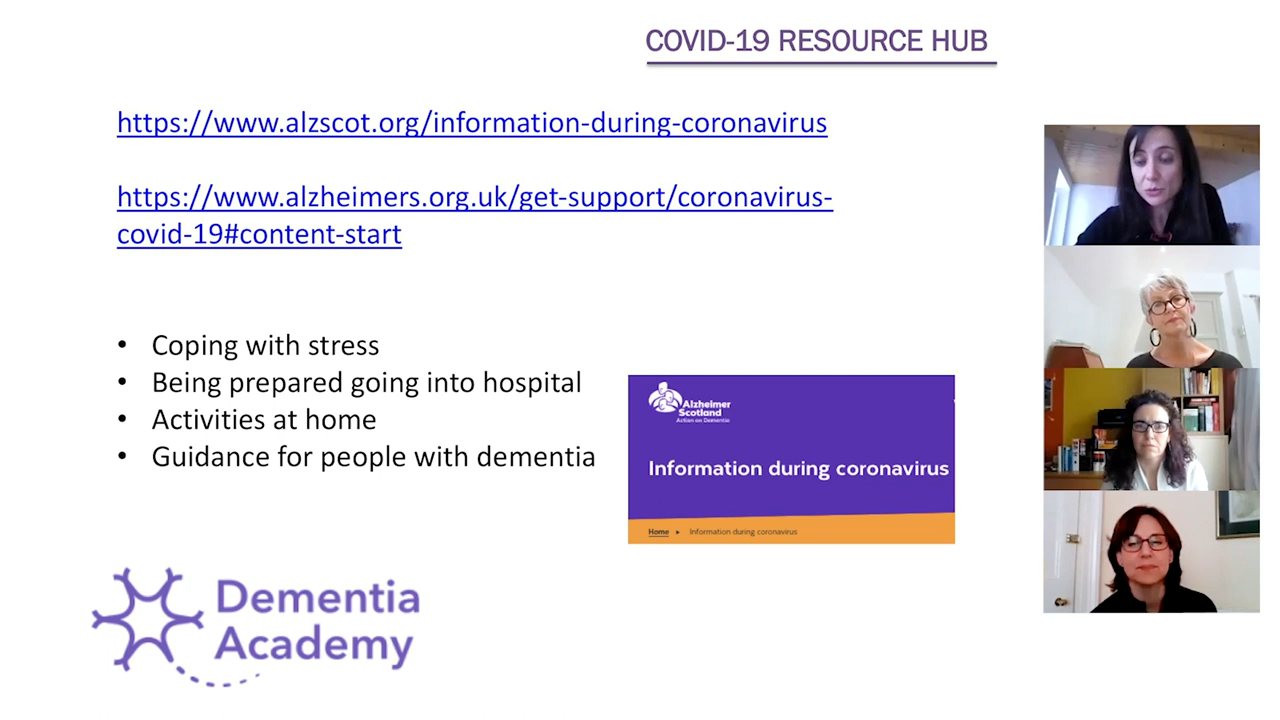 COVID-19 RESOURCE HUB
https://www.alzscot.org/information-during-coronavirus
https://www.alzheimers.org.uk/get-support/coronavirus-
covid-19#content-start
• Coping with stress
• Being prepared going into hospital
• Activities at home
• Guidance for people with dementia
Alzheimer
Scotland
Action on Dementia
Information during coronavirus
Home ▸ Information during coronavirus
Dementia
Academy